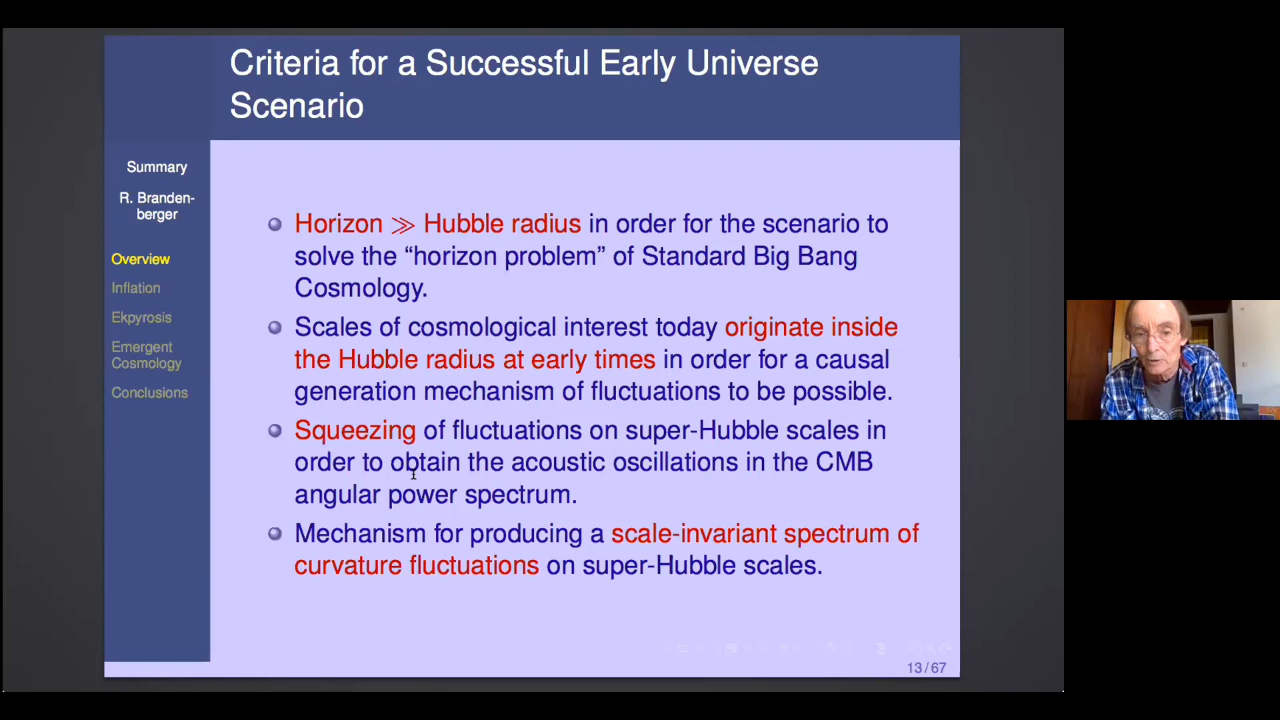 Criteria for a Successful Early Universe
Scenario
Summary
R. Branden-
berger
Overview
Inflation
Ekpyrosis
Emergent
Cosmology
Conclusions
Horizon ≫ Hubble radius in order for the scenario to
solve the “horizon problem” of Standard Big Bang
Cosmology.
Scales of cosmological interest today originate inside
the Hubble radius at early times in order for a causal
generation mechanism of fluctuations to be possible.
Squeezing of fluctuations on super-Hubble scales in
order to obtain the acoustic oscillations in the CMB
angular power spectrum.
Mechanism for producing a scale-invariant spectrum of
curvature fluctuations on super-Hubble scales.
13/67